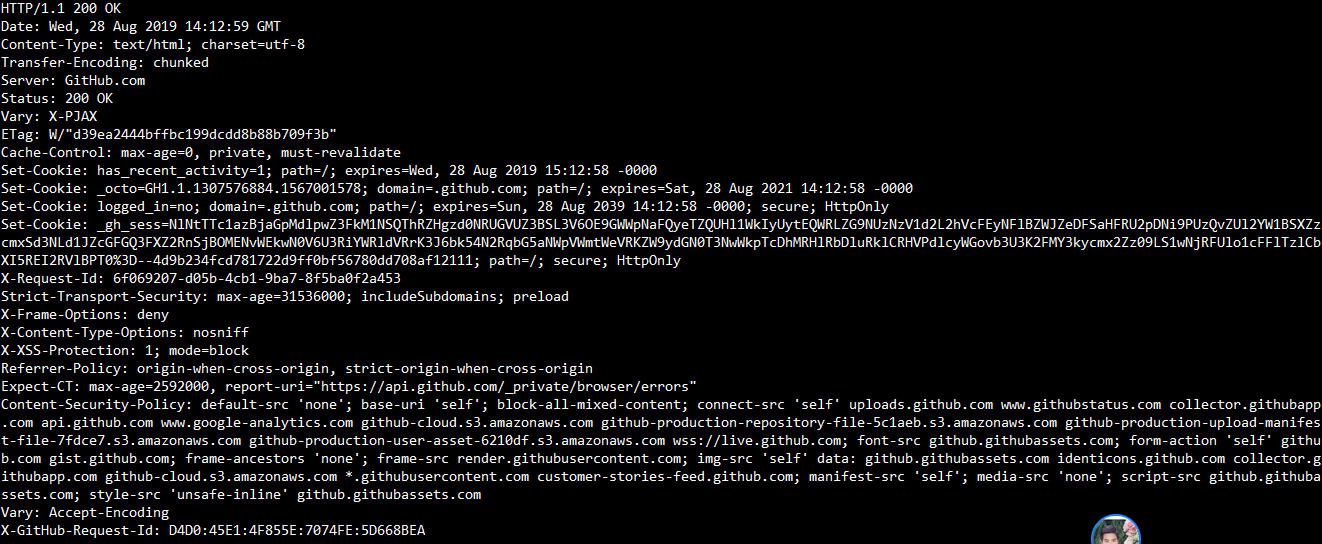 HTTP/1.1 200 OK
Date: Wed, 28 Aug 2019 14:12:59 GMT
Content-Type: text/html; charset=utf-8
Transfer-Encoding: chunked
Server: GitHub.com
Status: 200 OK
Vary: X-PJAX
ETag: W/"d39ea2444bffbc199dcdd8b88b709f3b"
Cache-Control: max-age=0, private, must-revalidate
Set-Cookie: has_recent_activity=1; path=/; expires=Wed, 28 Aug 2019 15:12:58 -0000
Set-Cookie: _octo=GH1.1.1307576884.1567001578; domain=.github.com; path=/; expires=Sat, 28 Aug 2021 14:12:58 -0000
Set-Cookie: logged_in=no; domain=.github.com; path=/; expires=Sun, 28 Aug 2039 14:12:58 -0000; secure; HttpOnly
Set-Cookie: _gh_sess=
XI5REI2RVlBPT0%3D--4d9b234fcd781722d9ff0bf56780dd708af12111; path=/; secure; HttpOnly
X-Request-Id: 6f069207-d05b-4cb1-9ba7-8f5ba0f2a453
Strict-Transport-Security: max-age=31536000; includeSubdomains; preload
X-Frame-Options: deny
X-Content-Type-Options: nosniff
X-XSS-Protection: 1; mode=block
Referrer-Policy: origin-when-cross-origin, strict-origin-when-cross-origin
Expect-CT: max-age=2592000, report-uri="https://api.github.com/_private/browser/errors"
Content-Security-Policy: default-src 'none'; base-uri 'self'; block-all-mixed-content; connect-src 'self' uploads.github.com www.githubstatus.com collector.githubapp
.com api.github.com www.google-analytics.com github-cloud.s3.amazonaws.com github-production-repository-file-5c1aeb.s3.amazonaws.com github-production-upload-manifes
t-file-7fdce7.s3.amazonaws.com github-production-user-asset-6210df.s3.amazonaws.com wss://live.github.com; font-src github.githubassets.com; form-action 'self' githu
b.com gist.github.com; frame-ancestors 'none'; frame-src render.githubusercontent.com; img-src 'self' data: github.githubassets.com identicons.github.com collector.g
ithubapp.com github-cloud.s3.amazonaws.com *.githubusercontent.com customer-stories-feed.github.com; manifest-src 'self'; media-src 'none'; script-src github.githuba
ssets.com; style-src 'unsafe-inline' github.githubassets.com
Vary: Accept-Encoding
X-GitHub-Request-Id: D4D0:45E1:4F855E:7074FE:5D668BEA